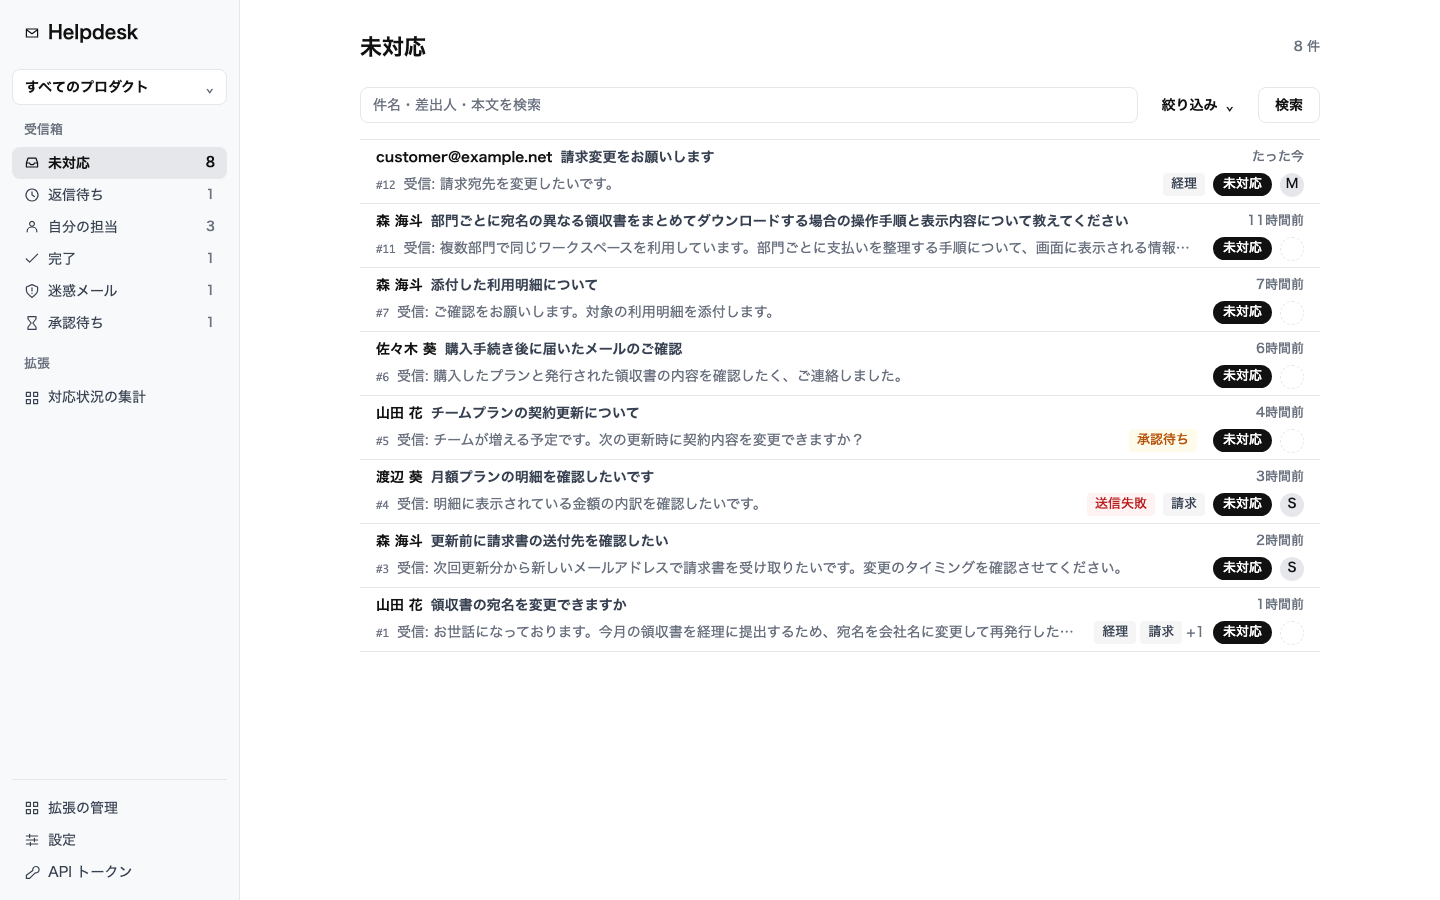 Helpdesk
すべてのプロダクト
受信箱
未対応 8
返信待ち 1
自分の担当 3
完了 1
迷惑メール 1
承認待ち 1
拡張
対応状況の集計
拡張の管理
設定
API トークン
未対応 8 件
件名・差出人・本文を検索 絞り込み 検索
customer@example.net 請求変更をお願いします たった今
#12 受信: 請求宛先を変更したいです。 経理 未対応 M
森 海斗 部門ごとに宛名の異なる領収書をまとめてダウンロードする場合の操作手順と表示内容について教えてください 11時間前
#11 受信: 複数部門で同じワークスペースを利用しています。部門ごとに支払いを整理する手順について、画面に表示される情報… 未対応
森 海斗 添付した利用明細について 7時間前
#7 受信: ご確認をお願いします。対象の利用明細を添付します。 未対応
佐々木 葵 購入手続き後に届いたメールのご確認 6時間前
#6 受信: 購入したプランと発行された領収書の内容を確認したく、ご連絡しました。 未対応
山田 花 チームプランの契約更新について 4時間前
#5 受信: チームが増える予定です。次の更新時に契約内容を変更できますか？ 承認待ち 未対応
渡辺 葵 月額プランの明細を確認したいです 3時間前
#4 受信: 明細に表示されている金額の内訳を確認したいです。 送信失敗 請求 未対応 S
森 海斗 更新前に請求書の送付先を確認したい 2時間前
#3 受信: 次回更新分から新しいメールアドレスで請求書を受け取りたいです。変更のタイミングを確認させてください。 未対応 S
山田 花 領収書の宛名を変更できますか 1時間前
#1 受信: お世話になっております。今月の領収書を経理に提出するため、宛名を会社名に変更して再発行した… 経理 請求 +1 未対応